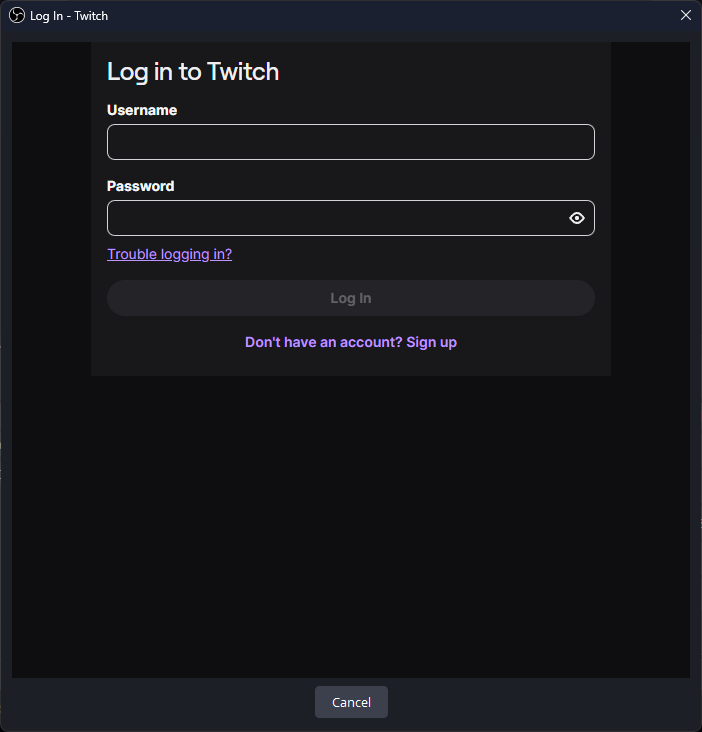 Log In - Twitch
Log in to Twitch
Username
Password
Trouble logging in?
Log In
Don't have an account? Sign up
Cancel